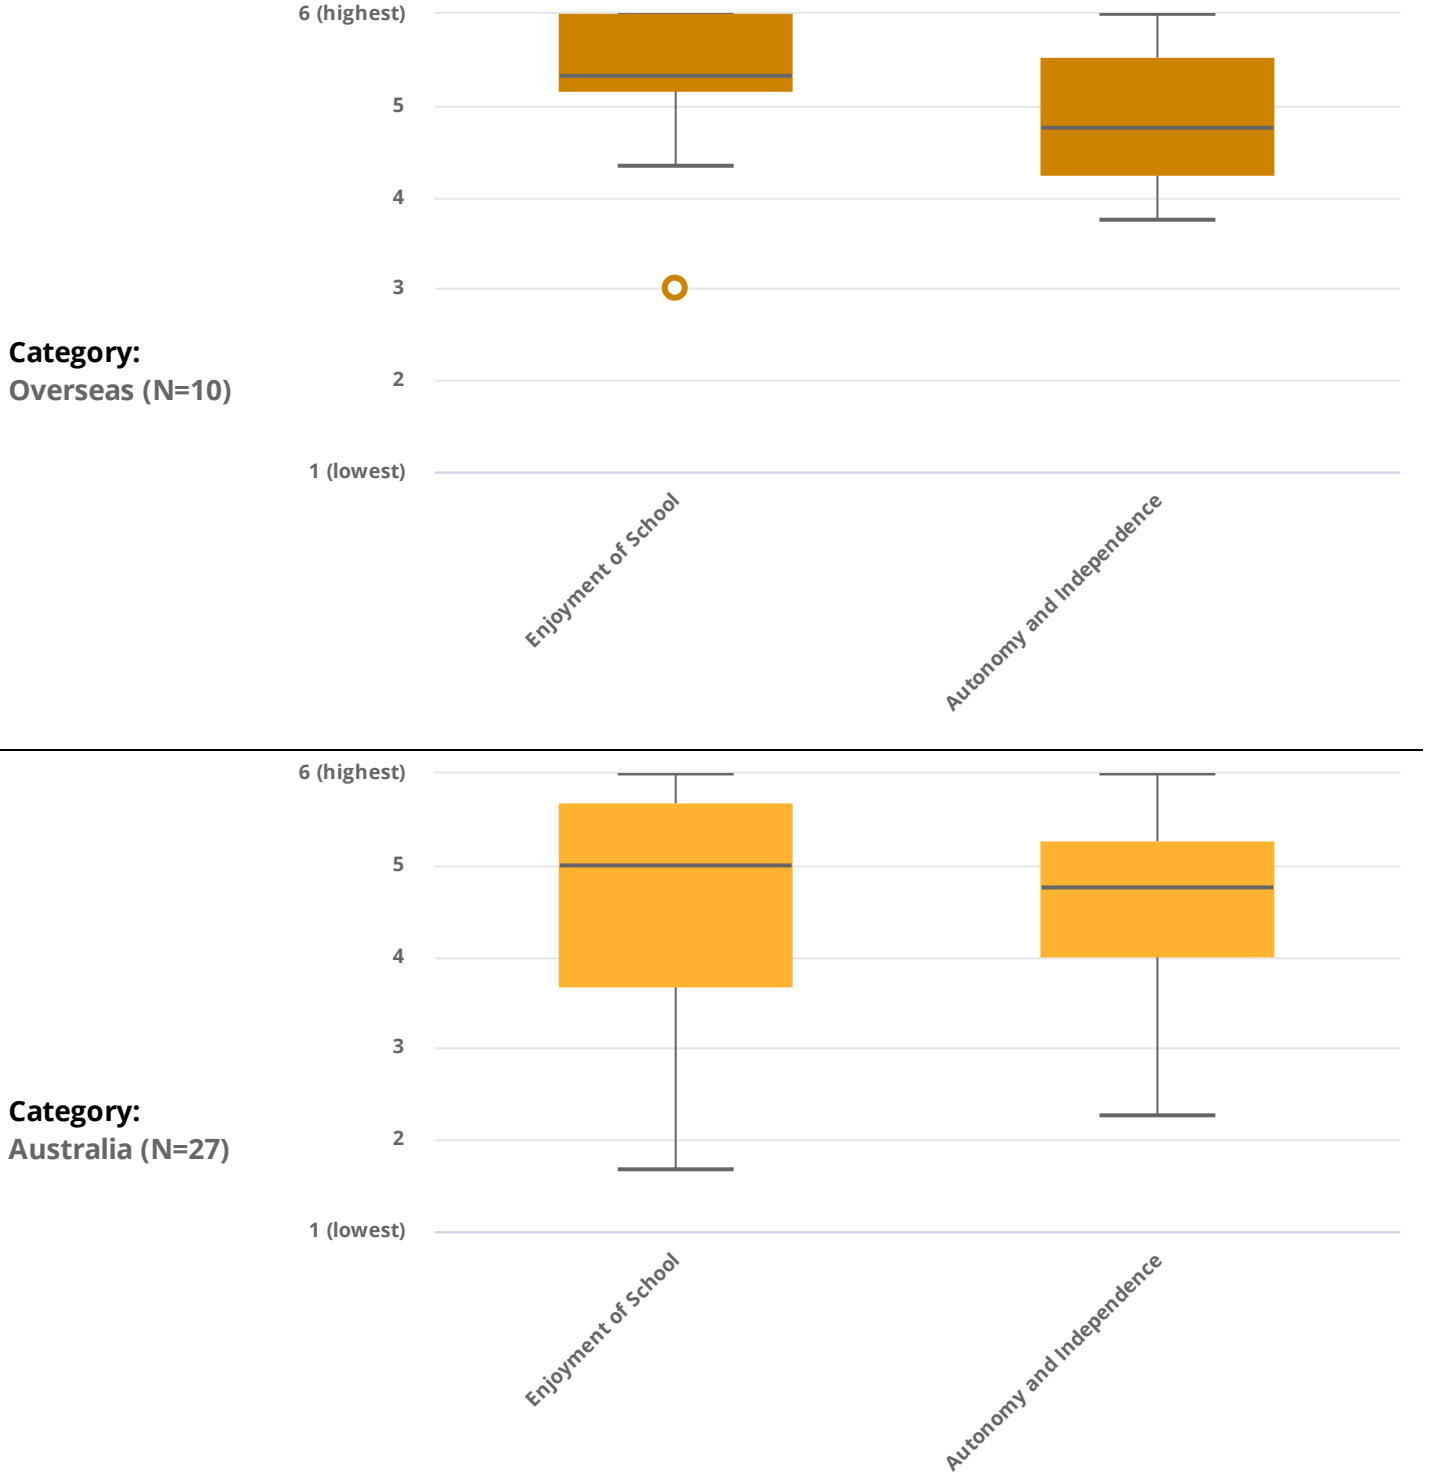 6 (highest)
5
4
3
2
1 (lowest)
Category:
Overseas (N=10)
Enjoyment of School
Autonomy and Independence
6 (highest)
5
4
3
2
1 (lowest)
Category:
Australia (N=27)
Enjoyment of School
Autonomy and Independence